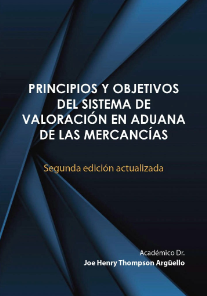 PRINCIPIOS Y OBJETIVOS
DEL SISTEMA DE
VALORACIÓN EN ADUANA
DE LAS MERCANCÍAS
Segunda edición actualizada
Académico Dr.
Joe Henry Thompson Argüello